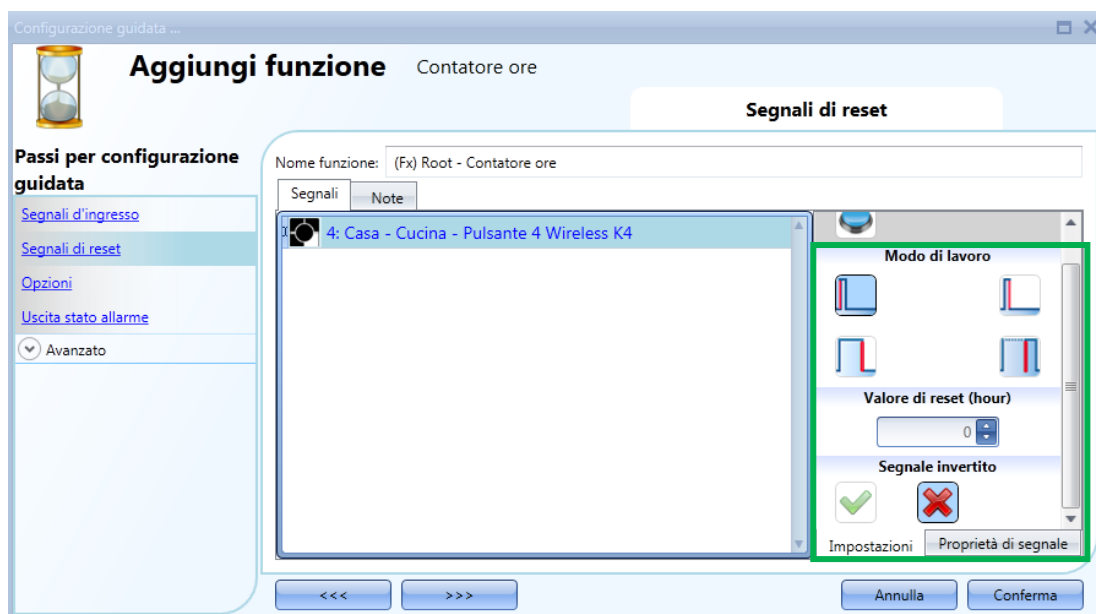 Configurazione guidata ...
Aggiungi funzione Contatore ore
Segnali di reset
Passi per configurazione
guidata
Segnali d'ingresso
Segnali di reset
Opzioni
Uscita stato allarme
Avanzato
Nome funzione: (Fx) Root - Contatore ore
Segnali Note
4: Casa - Cucina - Pulsante 4 Wireless K4
Modo di lavoro
Valore di reset (hour)
0
Segnale invertito
Impostazioni Proprietà di segnale
<<< >>> Annulla Conferma